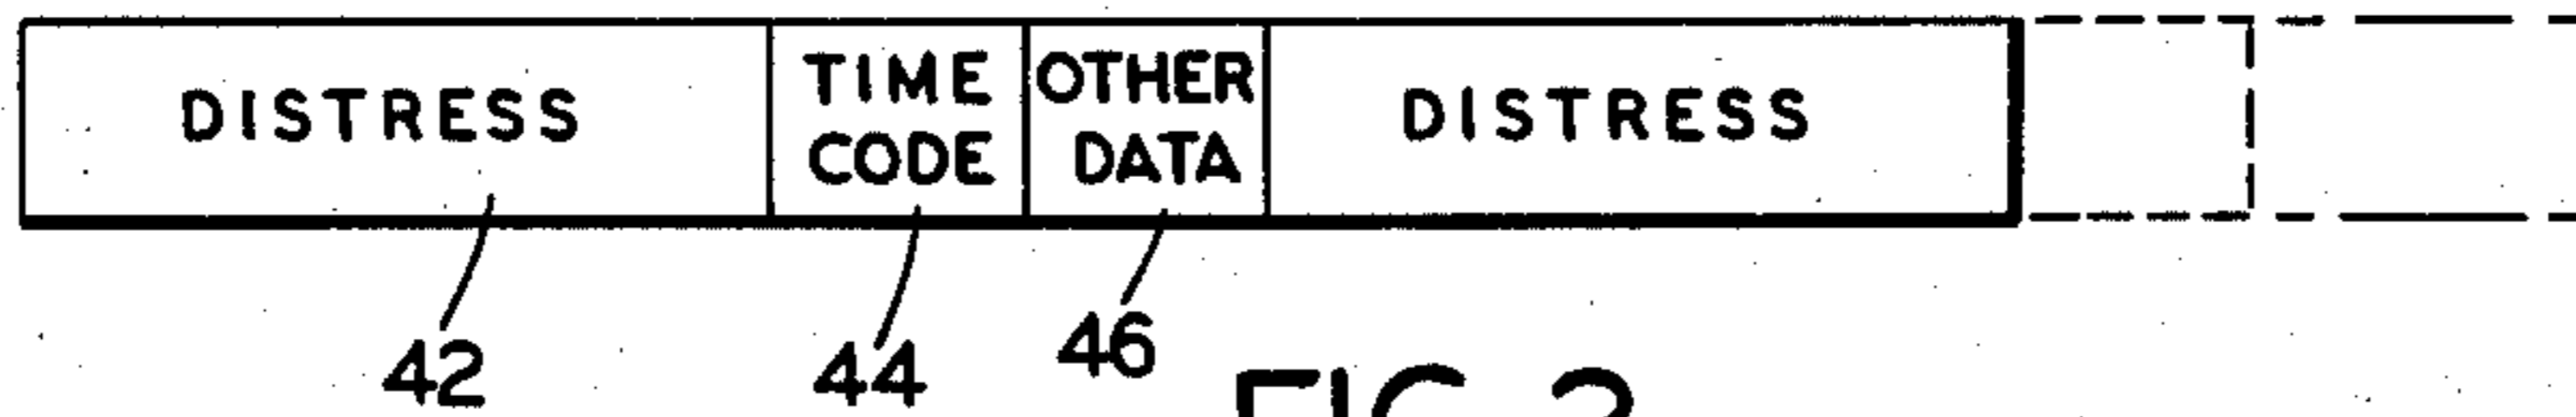 DISTRESS
TIME
CODE
OTHER
DATA
DISTRESS
42
44
46